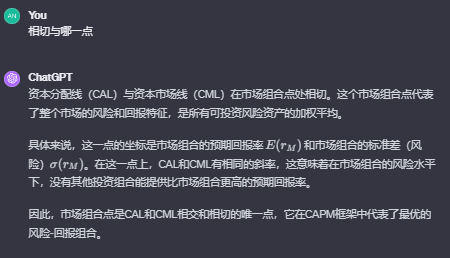 AN
You
相切与哪一点
ChatGPT
资本分配线（CAL）与资本市场线（CML）在市场组合点处相切。这个市场组合点代表
了整个市场的风险和回报特征，是所有可投资风险资产的加权平均。
具体来说，这一点的坐标是市场组合的预期回报率 E(r_M) 和市场组合的标准差（风
险）σ(r_M)。在这一点上，CAL和CML有相同的斜率，这意味着在市场组合的风险水平
下，没有其他投资组合能提供比市场组合更高的预期回报率。
因此，市场组合点是CAL和CML相交和相切的唯一点，它在CAPM框架中代表了最优的
风险-回报组合。